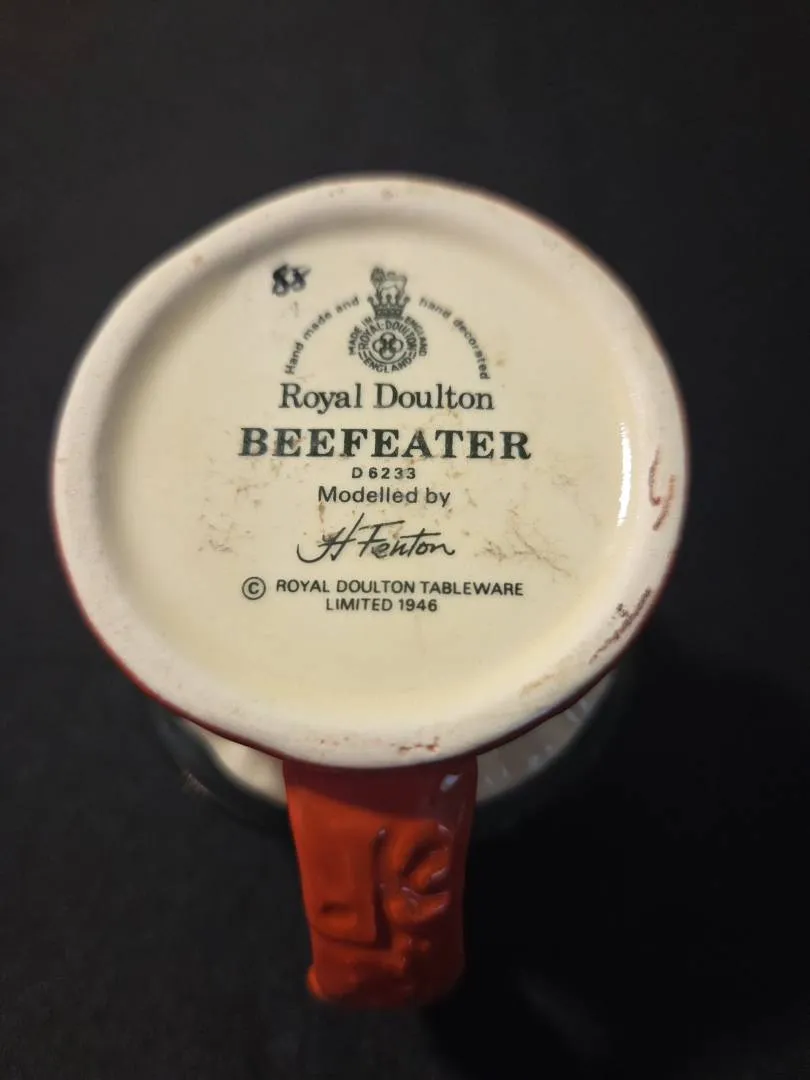 88
Hand made and hand decorated
MADE IN ENGLAND
ROYAL·DOULTON
ENGLAND
Royal Doulton
BEEFEATER
D 6233
Modelled by
H Fenton
© ROYAL DOULTON TABLEWARE
LIMITED 1946